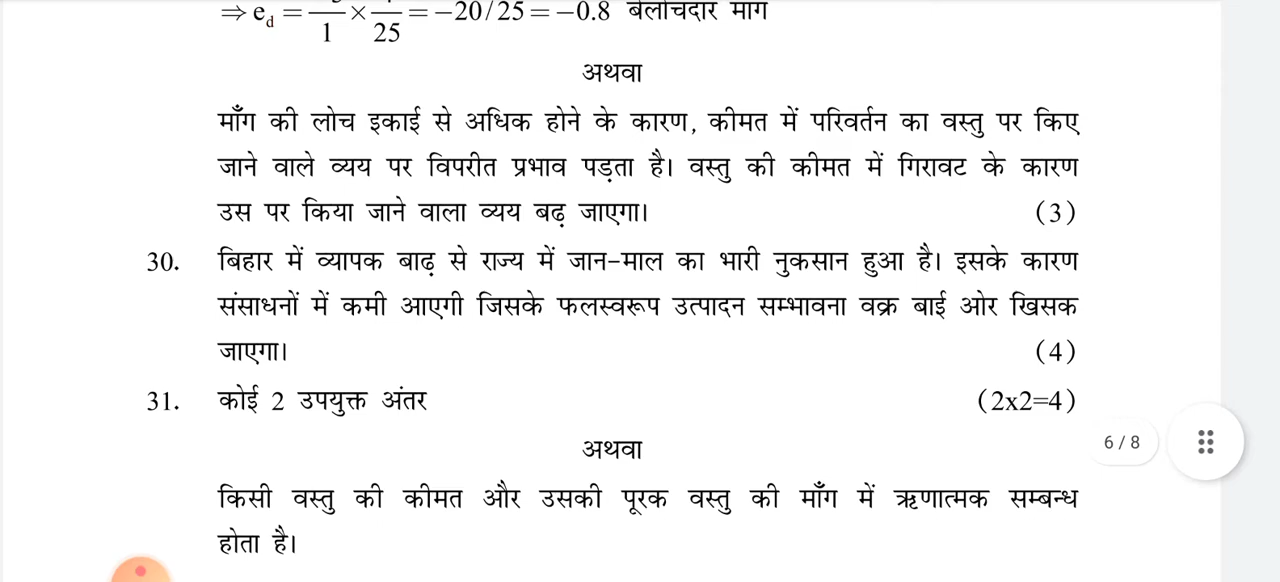 ⇒ e_d = —/1 × —/25 = −20/25 = −0.8 बेलोचदार माँग
अथवा
माँग की लोच इकाई से अधिक होने के कारण, कीमत में परिवर्तन का वस्तु पर किए
जाने वाले व्यय पर विपरीत प्रभाव पड़ता है। वस्तु की कीमत में गिरावट के कारण
उस पर किया जाने वाला व्यय बढ़ जाएगा। (3)
30. बिहार में व्यापक बाढ़ से राज्य में जान-माल का भारी नुकसान हुआ है। इसके कारण
संसाधनों में कमी आएगी जिसके फलस्वरूप उत्पादन सम्भावना वक्र बाई ओर खिसक
जाएगा। (4)
31. कोई 2 उपयुक्त अंतर (2x2=4)
6 / 8
अथवा
किसी वस्तु की कीमत और उसकी पूरक वस्तु की माँग में ऋणात्मक सम्बन्ध
होता है।